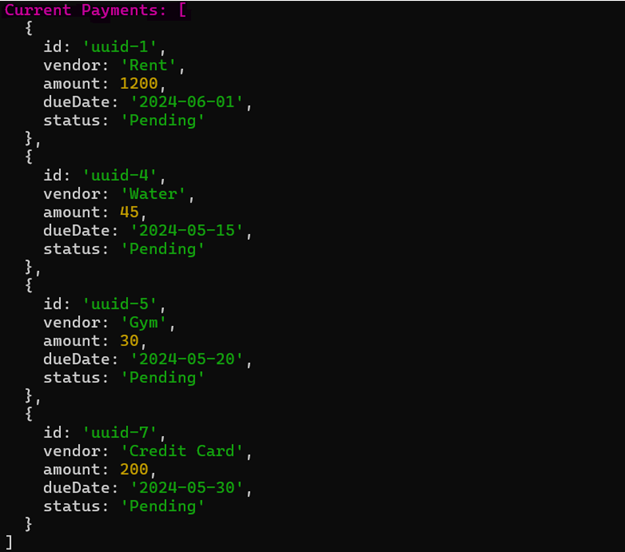 Current Payments: [
  {
    id: 'uuid-1',
    vendor: 'Rent',
    amount: 1200,
    dueDate: '2024-06-01',
    status: 'Pending'
  },
  {
    id: 'uuid-4',
    vendor: 'Water',
    amount: 45,
    dueDate: '2024-05-15',
    status: 'Pending'
  },
  {
    id: 'uuid-5',
    vendor: 'Gym',
    amount: 30,
    dueDate: '2024-05-20',
    status: 'Pending'
  },
  {
    id: 'uuid-7',
    vendor: 'Credit Card',
    amount: 200,
    dueDate: '2024-05-30',
    status: 'Pending'
  }
]